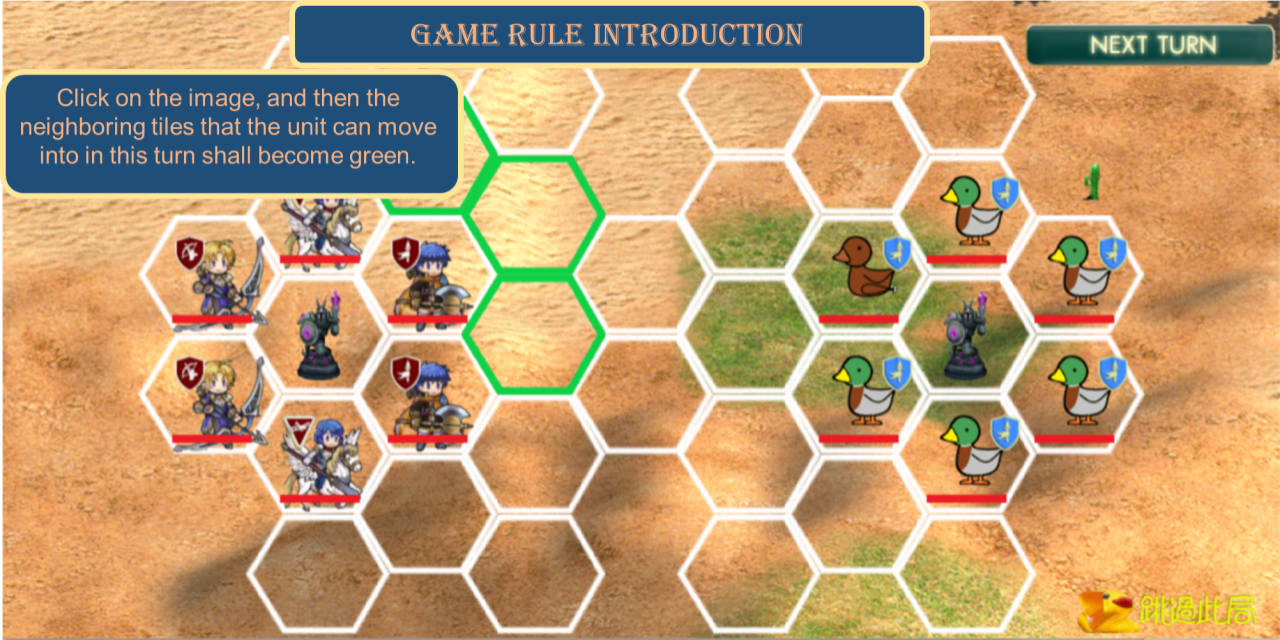 GAME RULE INTRODUCTION
NEXT TURN
Click on the image, and then the
neighboring tiles that the unit can move
into in this turn shall become green.
跳過此局